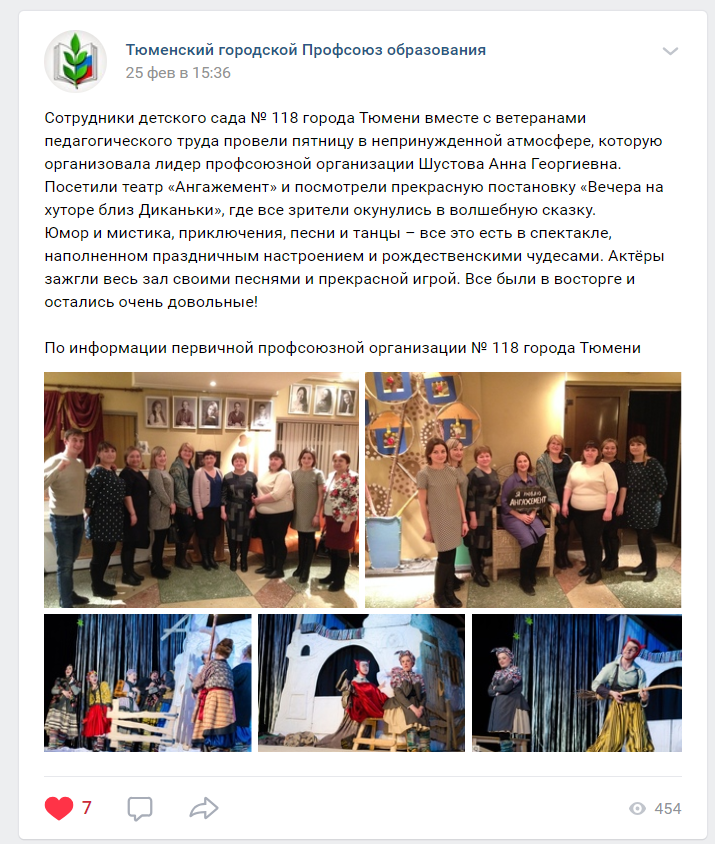 Тюменский городской Профсоюз образования
25 фев в 15:36
Сотрудники детского сада № 118 города Тюмени вместе с ветеранами
педагогического труда провели пятницу в непринужденной атмосфере, которую
организовала лидер профсоюзной организации Шустова Анна Георгиевна.
Посетили театр «Ангажемент» и посмотрели прекрасную постановку «Вечера на
хуторе близ Диканьки», где все зрители окунулись в волшебную сказку.
Юмор и мистика, приключения, песни и танцы – все это есть в спектакле,
наполненном праздничным настроением и рождественскими чудесами. Актёры
зажгли весь зал своими песнями и прекрасной игрой. Все были в восторге и
остались очень довольные!
По информации первичной профсоюзной организации № 118 города Тюмени
Я люблю
АНГАЖЕМЕНТ
7
454